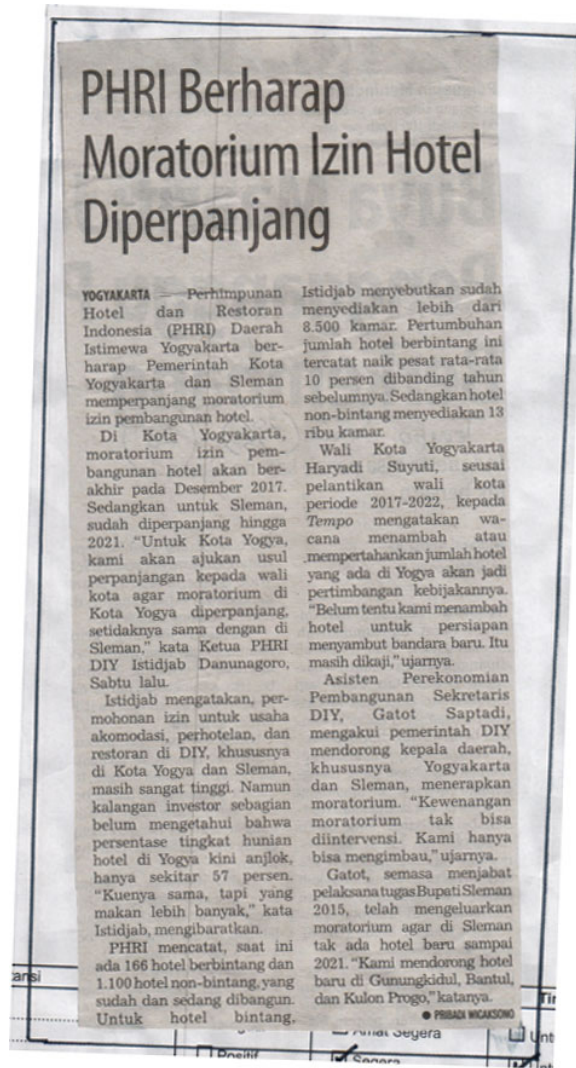 PHRI Berharap
Moratorium Izin Hotel
Diperpanjang
YOGYAKARTA — Perhimpunan
Hotel dan Restoran
Indonesia (PHRI) Daerah
Istimewa Yogyakarta ber-
harap Pemerintah Kota
Yogyakarta dan Sleman
memperpanjang moratorium
izin pembangunan hotel.
Di Kota Yogyakarta,
moratorium izin pem-
bangunan hotel akan ber-
akhir pada Desember 2017.
Sedangkan untuk Sleman,
sudah diperpanjang hingga
2021. “Untuk Kota Yogya,
kami akan ajukan usul
perpanjangan kepada wali
kota agar moratorium di
Kota Yogya diperpanjang,
setidaknya sama dengan di
Sleman,” kata Ketua PHRI
DIY Istidjab Danunagoro,
Sabtu lalu.
Istidjab mengatakan, per-
mohonan izin untuk usaha
akomodasi, perhotelan, dan
restoran di DIY, khususnya
di Kota Yogya dan Sleman,
masih sangat tinggi. Namun
kalangan investor sebagian
belum mengetahui bahwa
persentase tingkat hunian
hotel di Yogya kini anjlok,
hanya sekitar 57 persen.
“Kuenya sama, tapi yang
makan lebih banyak,” kata
Istidjab, mengibaratkan.
PHRI mencatat, saat ini
ada 166 hotel berbintang dan
1.100 hotel non-bintang, yang
sudah dan sedang dibangun.
Untuk hotel bintang,
Istidjab menyebutkan sudah
menyediakan lebih dari
8.500 kamar. Pertumbuhan
jumlah hotel berbintang ini
tercatat naik pesat rata-rata
10 persen dibanding tahun
sebelumnya. Sedangkan hotel
non-bintang menyediakan 13
ribu kamar.
Wali Kota Yogyakarta
Haryadi Suyuti, seusai
pelantikan wali kota
periode 2017-2022, kepada
Tempo mengatakan wa-
cana menambah atau
mempertahankan jumlah hotel
yang ada di Yogya akan jadi
pertimbangan kebijakannya.
“Belum tentu kami menambah
hotel untuk persiapan
menyambut bandara baru. Itu
masih dikaji,” ujarnya.
Asisten Perekonomian
Pembangunan Sekretaris
DIY, Gatot Saptadi,
mengakui pemerintah DIY
mendorong kepala daerah,
khususnya Yogyakarta
dan Sleman, menerapkan
moratorium. “Kewenangan
moratorium tak bisa
diintervensi. Kami hanya
bisa mengimbau,” ujarnya.
Gatot, semasa menjabat
pelaksana tugas Bupati Sleman
2015, telah mengeluarkan
moratorium agar di Sleman
tak ada hotel baru sampai
2021. “Kami mendorong hotel
baru di Gunungkidul, Bantul,
dan Kulon Progo,” katanya.
● PRIBADI WICAKSONO
Amat Segera
Positif
Segera